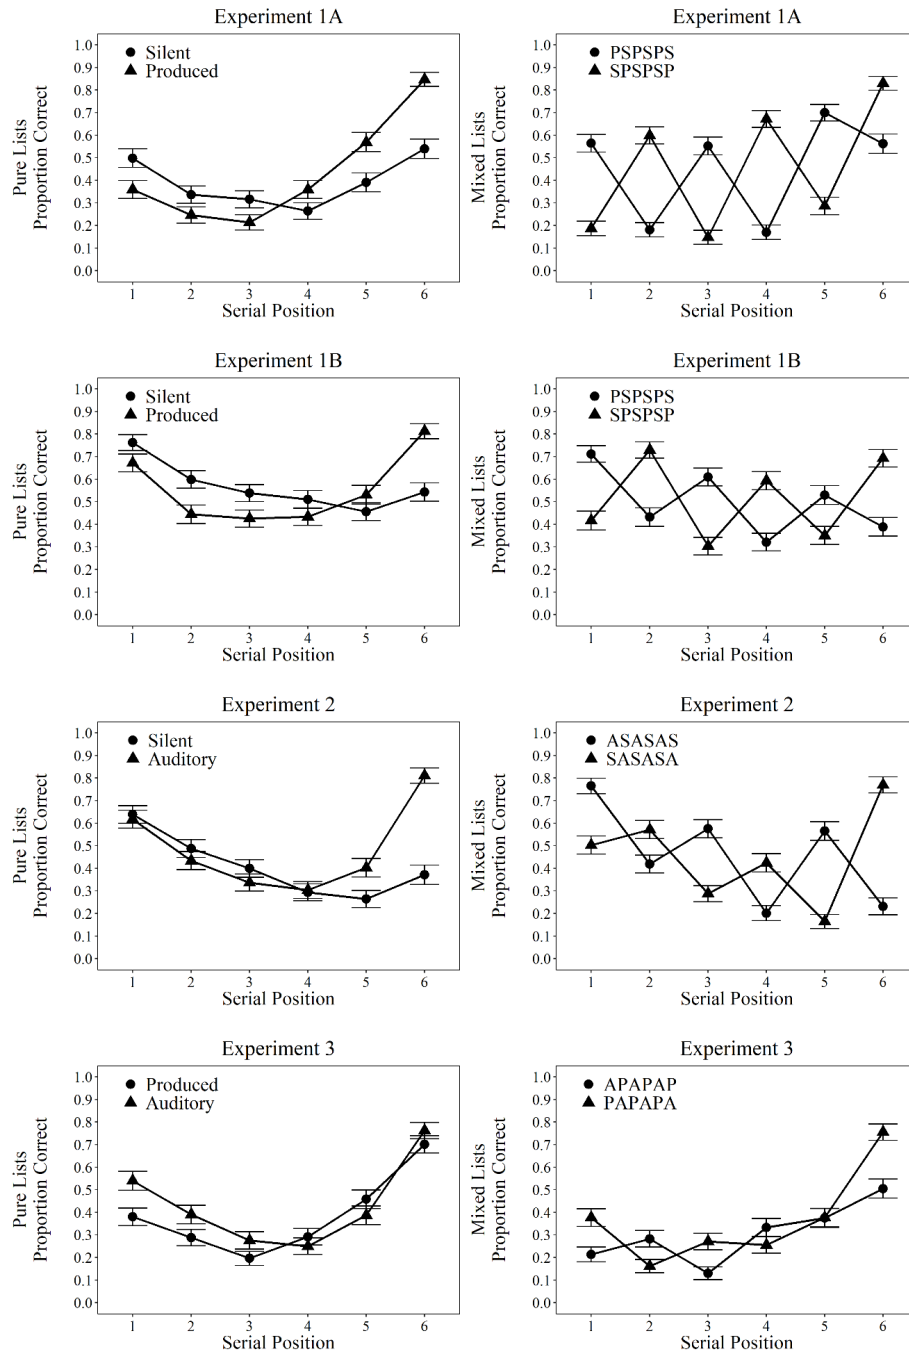 Experiment 1A
Pure Lists
Proportion Correct
1.0
0.9
0.8
0.7
0.6
0.5
0.4
0.3
0.2
0.1
0.0
Silent
Produced
1 2 3 4 5 6
Serial Position
Experiment 1A
Mixed Lists
Proportion Correct
1.0
0.9
0.8
0.7
0.6
0.5
0.4
0.3
0.2
0.1
0.0
PSPSPS
SPSPSP
1 2 3 4 5 6
Serial Position
Experiment 1B
Pure Lists
Proportion Correct
1.0
0.9
0.8
0.7
0.6
0.5
0.4
0.3
0.2
0.1
0.0
Silent
Produced
1 2 3 4 5 6
Serial Position
Experiment 1B
Mixed Lists
Proportion Correct
1.0
0.9
0.8
0.7
0.6
0.5
0.4
0.3
0.2
0.1
0.0
PSPSPS
SPSPSP
1 2 3 4 5 6
Serial Position
Experiment 2
Pure Lists
Proportion Correct
1.0
0.9
0.8
0.7
0.6
0.5
0.4
0.3
0.2
0.1
0.0
Silent
Auditory
1 2 3 4 5 6
Serial Position
Experiment 2
Mixed Lists
Proportion Correct
1.0
0.9
0.8
0.7
0.6
0.5
0.4
0.3
0.2
0.1
0.0
ASASAS
SASASA
1 2 3 4 5 6
Serial Position
Experiment 3
Pure Lists
Proportion Correct
1.0
0.9
0.8
0.7
0.6
0.5
0.4
0.3
0.2
0.1
0.0
Produced
Auditory
1 2 3 4 5 6
Serial Position
Experiment 3
Mixed Lists
Proportion Correct
1.0
0.9
0.8
0.7
0.6
0.5
0.4
0.3
0.2
0.1
0.0
APAPAP
PAPAPA
1 2 3 4 5 6
Serial Position